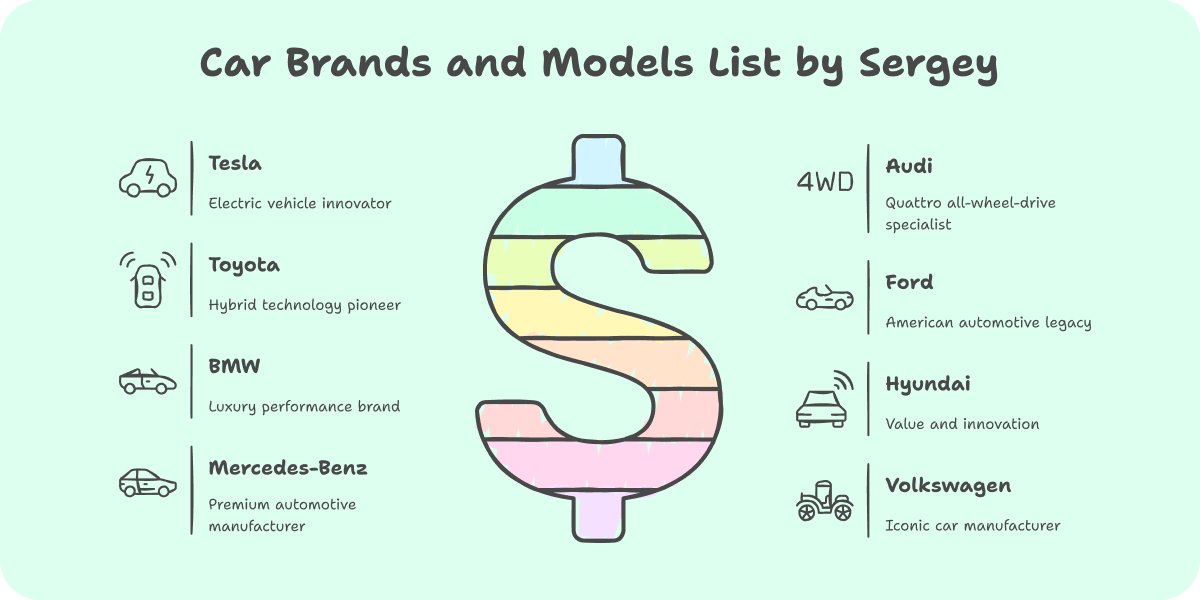 Car Brands and Models List by Sergey
Tesla
Electric vehicle innovator
Toyota
Hybrid technology pioneer
BMW
Luxury performance brand
Mercedes-Benz
Premium automotive
manufacturer
4WD
Audi
Quattro all-wheel-drive
specialist
Ford
American automotive legacy
Hyundai
Value and innovation
Volkswagen
Iconic car manufacturer